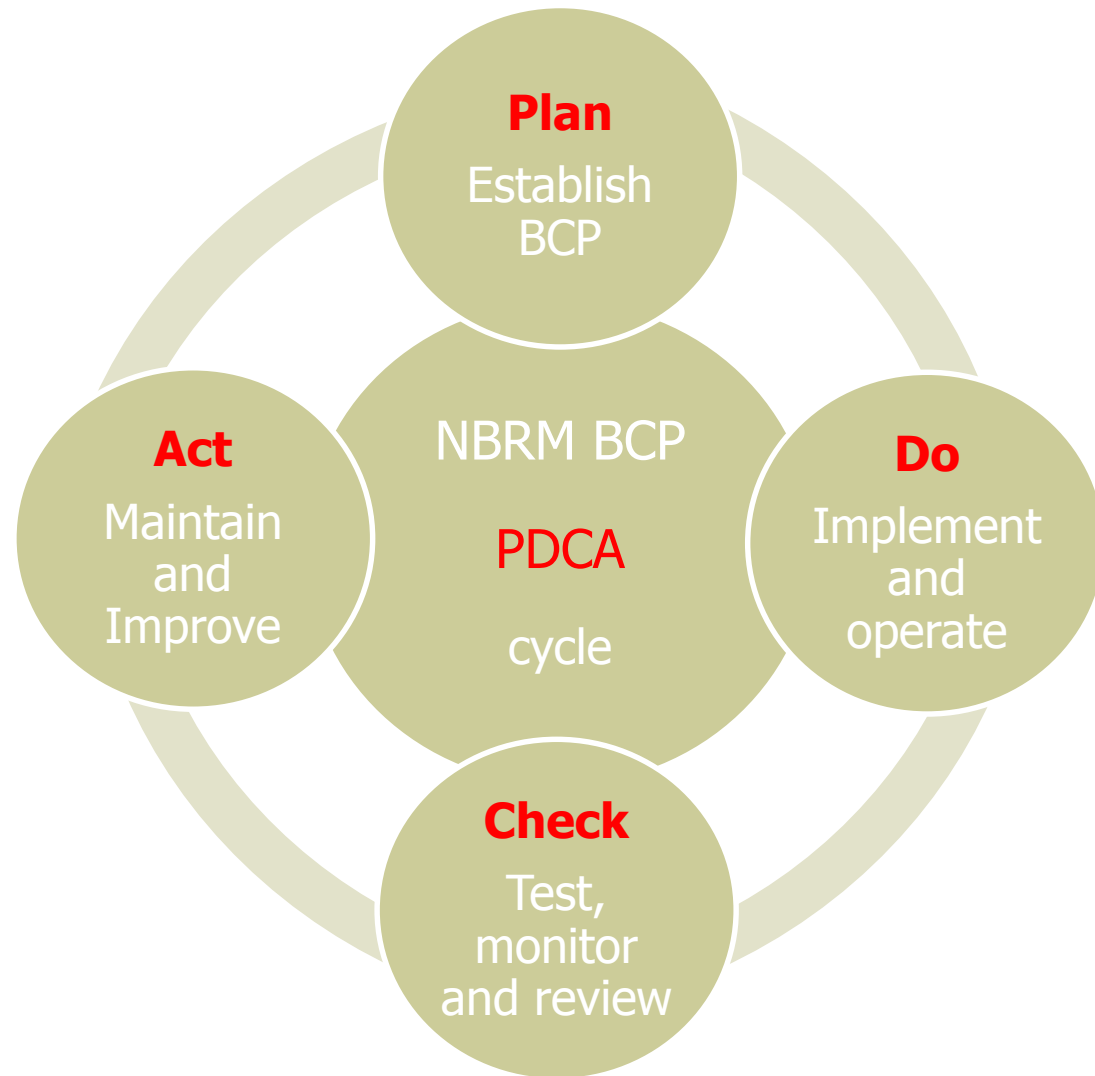 Plan
Establish
BCP
NBRM BCP
PDCA
cycle
Act
Maintain
and
Improve
Do
Implement
and
operate
Check
Test,
monitor
and review